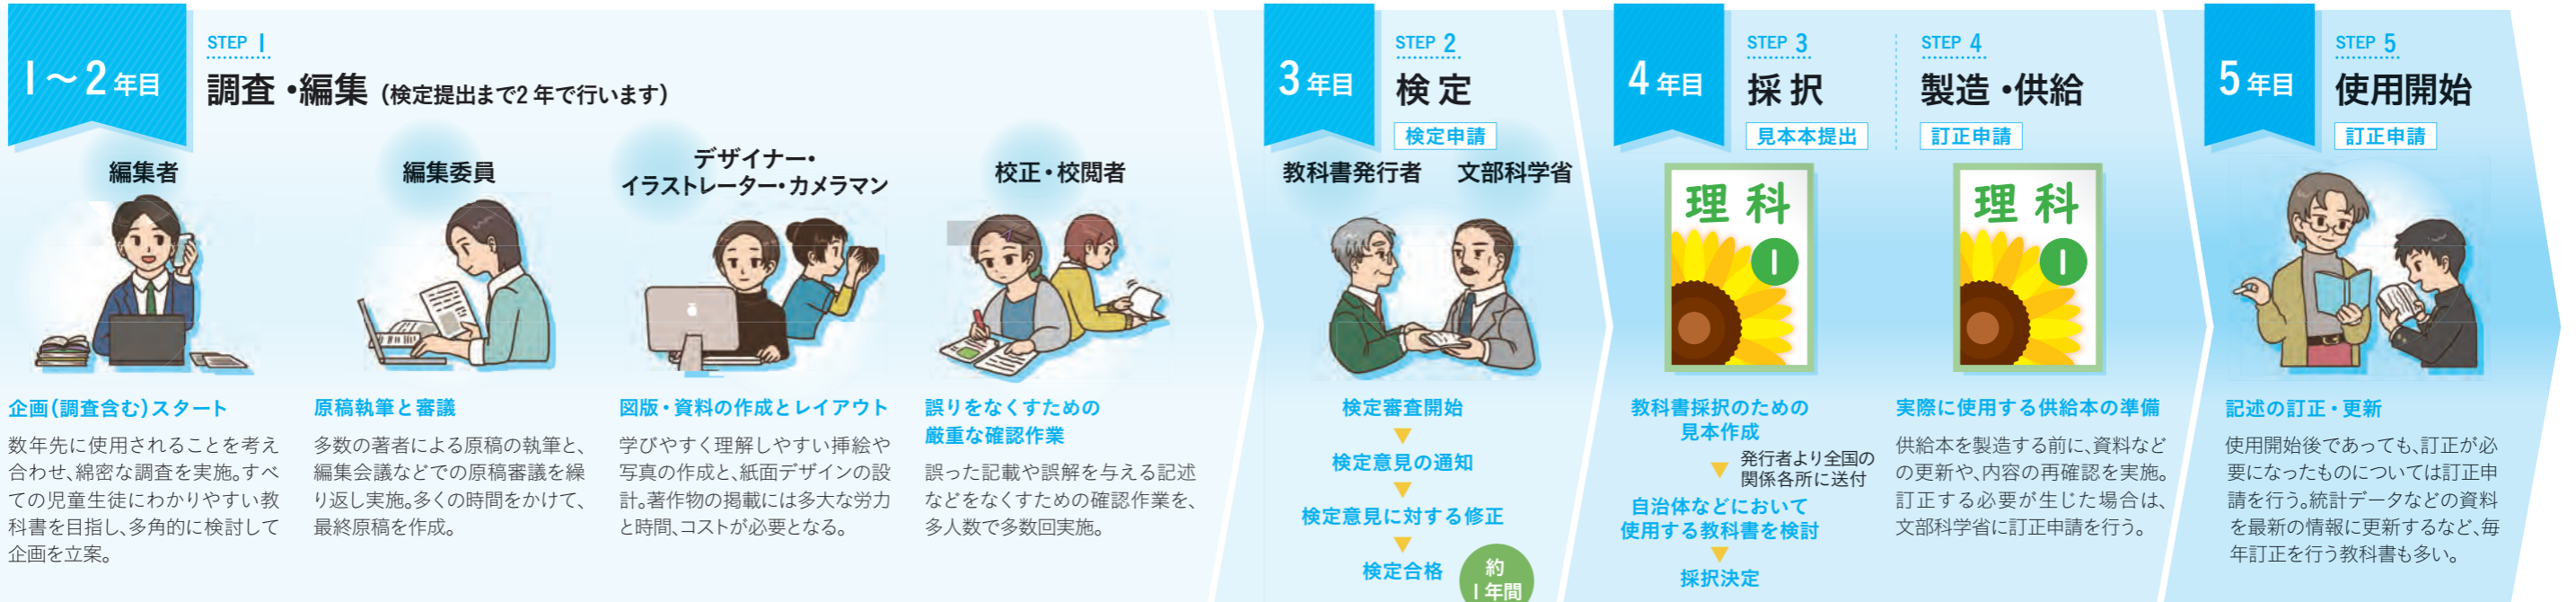 1～2年目
STEP 1
調査・編集（検定提出まで2年で行います）
編集者
企画（調査含む）スタート
数年先に使用されることを考え
合わせ、綿密な調査を実施。すべ
ての児童生徒にわかりやすい教
科書を目指し、多角的に検討して
企画を立案。
編集委員
原稿執筆と審議
多数の著者による原稿の執筆と、
編集会議などでの原稿審議を繰
り返し実施。多くの時間をかけて、
最終原稿を作成。
デザイナー・
イラストレーター・カメラマン
図版・資料の作成とレイアウト
学びやすく理解しやすい挿絵や
写真の作成と、紙面デザインの設
計。著作物の掲載には多大な労力
と時間、コストが必要となる。
校正・校閲者
誤りをなくすための
厳重な確認作業
誤った記載や誤解を与える記述
などをなくすための確認作業を、
多人数で多数回実施。
3年目
STEP 2
検定
検定申請
教科書発行者
文部科学省
検定審査開始
▼
検定意見の通知
▼
検定意見に対する修正
▼
検定合格
約
1年間
4年目
STEP 3
採択
見本本提出
理科
1
教科書採択のための
見本作成
▼
発行者より全国の
関係各所に送付
自治体などにおいて
使用する教科書を検討
▼
採択決定
STEP 4
製造・供給
訂正申請
理科
1
実際に使用する供給本の準備
供給本を製造する前に、資料など
の更新や、内容の再確認を実施。
訂正する必要が生じた場合は、
文部科学省に訂正申請を行う。
5年目
STEP 5
使用開始
訂正申請
記述の訂正・更新
使用開始後であっても、訂正が必
要になったものについては訂正申
請を行う。統計データなどの資料
を最新の情報に更新するなど、毎
年訂正を行う教科書も多い。